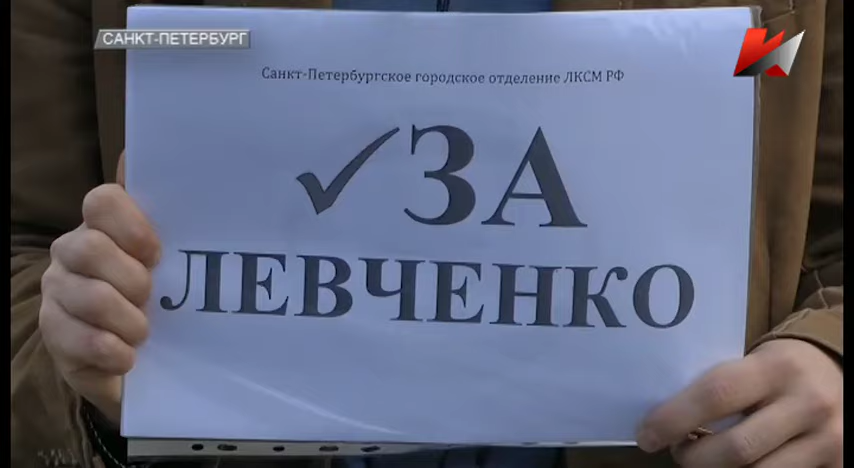 САНКТ-ПЕТЕРБУРГ
Санкт-Петербургское городское отделение ЛКСМ РФ
✓ЗА
ЛЕВЧЕНКО